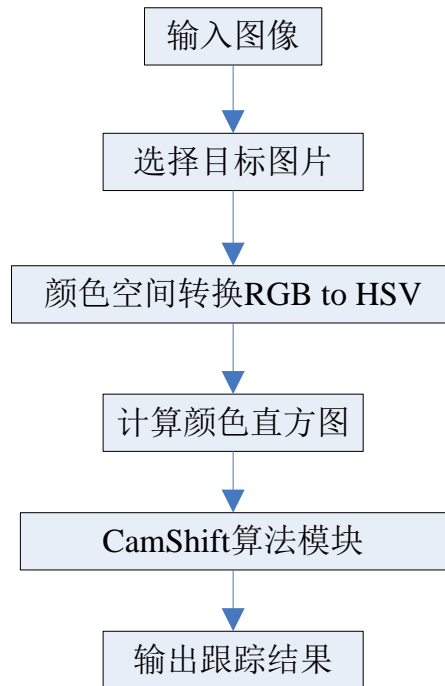 输入图像
选择目标图片
颜色空间转换RGB to HSV
计算颜色直方图
CamShift算法模块
输出跟踪结果